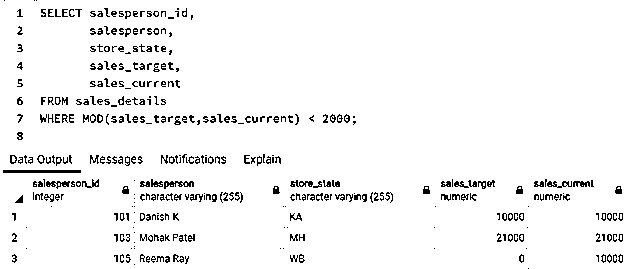 1 SELECT salesperson_id,
2 salesperson,
3 store_state,
4 sales_target,
5 sales_current
6 FROM sales_details
7 WHERE MOD(sales_target,sales_current) < 2000;
8
Data Output Messages Notifications Explain
salesperson_id salesperson store_state sales_target sales_current
integer character varying (255) character varying (255) numeric numeric
1 101 Danish K KA 10000 10000
2 103 Mohak Patel MH 21000 21000
3 105 Reema Ray WB 0 10000